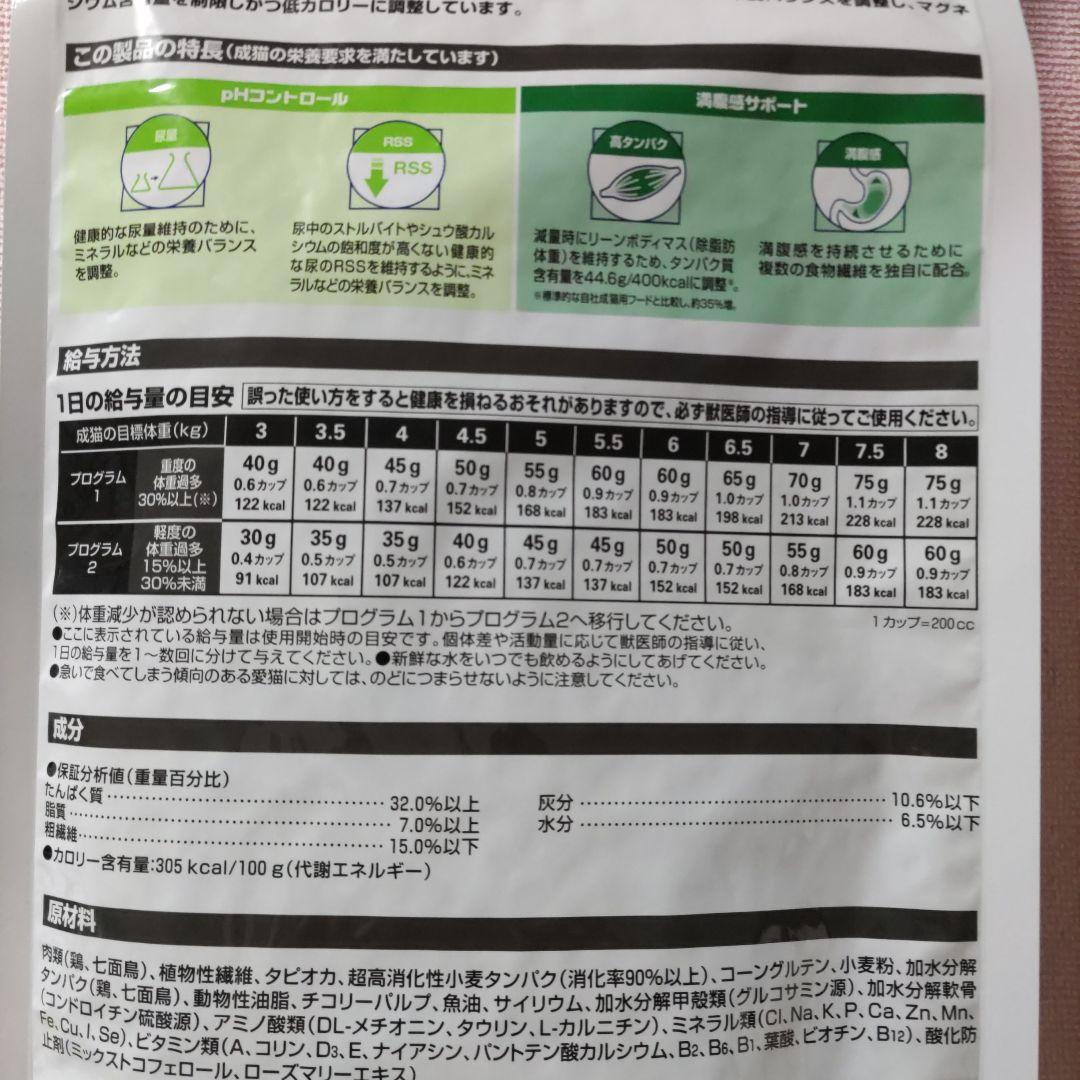 シウム含有量を制限しかつ低カロリーに調整しています。
バランスを調整し、マグネ
この製品の特長(成猫の栄養要求を満たしています)
pHコントロール
尿量
健康的な尿量維持のために、
ミネラルなどの栄養バランス
を調整。
RSS
RSS
尿中のストルバイトやシュウ酸カル
シウムの飽和度が高くない健康的
な尿のRSSを維持するように、ミネ
ラルなどの栄養バランスを調整。
満腹感サポート
高タンパク
減量時にリーンボディマス(除脂肪
体重)を維持するため、タンパク質
含有量を44.6g/400kcalに調整※。
※標準的な自社成猫用フードと比較し、約35%増。
満腹感
満腹感を持続させるために
複数の食物繊維を独自に配合。
給与方法
1日の給与量の目安 誤った使い方をすると健康を損ねるおそれがありますので、必ず獣医師の指導に従ってご使用ください。
成猫の目標体重(kg) 3 3.5 4 4.5 5 5.5 6 6.5 7 7.5 8
プログラム 1 重度の 体重過多 30%以上(※)
40g 40g 45g 50g 55g 60g 60g 65g 70g 75g 75g
0.6カップ 0.6カップ 0.7カップ 0.7カップ 0.8カップ 0.9カップ 0.9カップ 1.0カップ 1.0カップ 1.1カップ 1.1カップ
122 kcal 122 kcal 137 kcal 152 kcal 168 kcal 183 kcal 183 kcal 198 kcal 213 kcal 228 kcal 228 kcal
プログラム 2 軽度の 体重過多 15%以上 30%未満
30g 35g 35g 40g 45g 45g 50g 50g 55g 60g 60g
0.4カップ 0.5カップ 0.5カップ 0.6カップ 0.7カップ 0.7カップ 0.7カップ 0.7カップ 0.8カップ 0.9カップ 0.9カップ
91 kcal 107 kcal 107 kcal 122 kcal 137 kcal 137 kcal 152 kcal 152 kcal 168 kcal 183 kcal 183 kcal
(※)体重減少が認められない場合はプログラム1からプログラム2へ移行してください。 1カップ=200cc
●ここに表示されている給与量は使用開始時の目安です。個体差や活動量に応じて獣医師の指導に従い、
1日の給与量を1〜数回に分けて与えてください。●新鮮な水をいつでも飲めるようにしてあげてください。
●急いで食べてしまう傾向のある愛猫に対しては、のどにつまらせないように注意してください。
成分
●保証分析値(重量百分比)
たんぱく質 32.0%以上
脂質 7.0%以上
粗繊維 15.0%以下
灰分 10.6%以下
水分 6.5%以下
●カロリー含有量:305 kcal/100 g(代謝エネルギー)
原材料
肉類(鶏、七面鳥)、植物性繊維、タピオカ、超高消化性小麦タンパク(消化率90%以上)、コーングルテン、小麦粉、加水分解
タンパク(鶏、七面鳥)、動物性油脂、チコリーパルプ、魚油、サイリウム、加水分解甲殻類(グルコサミン源)、加水分解軟骨
(コンドロイチン硫酸源)、アミノ酸類(DL-メチオニン、タウリン、L-カルニチン)、ミネラル類(Cl、Na、K、P、Ca、Zn、Mn、
Fe、Cu、I、Se)、ビタミン類(A、コリン、D3、E、ナイアシン、パントテン酸カルシウム、B2、B6、B1、葉酸、ビオチン、B12)、酸化防
止剤(ミックストコフェロール、ローズマリーエキス)